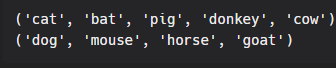 ('cat', 'bat', 'pig', 'donkey', 'cow')
('dog', 'mouse', 'horse', 'goat')